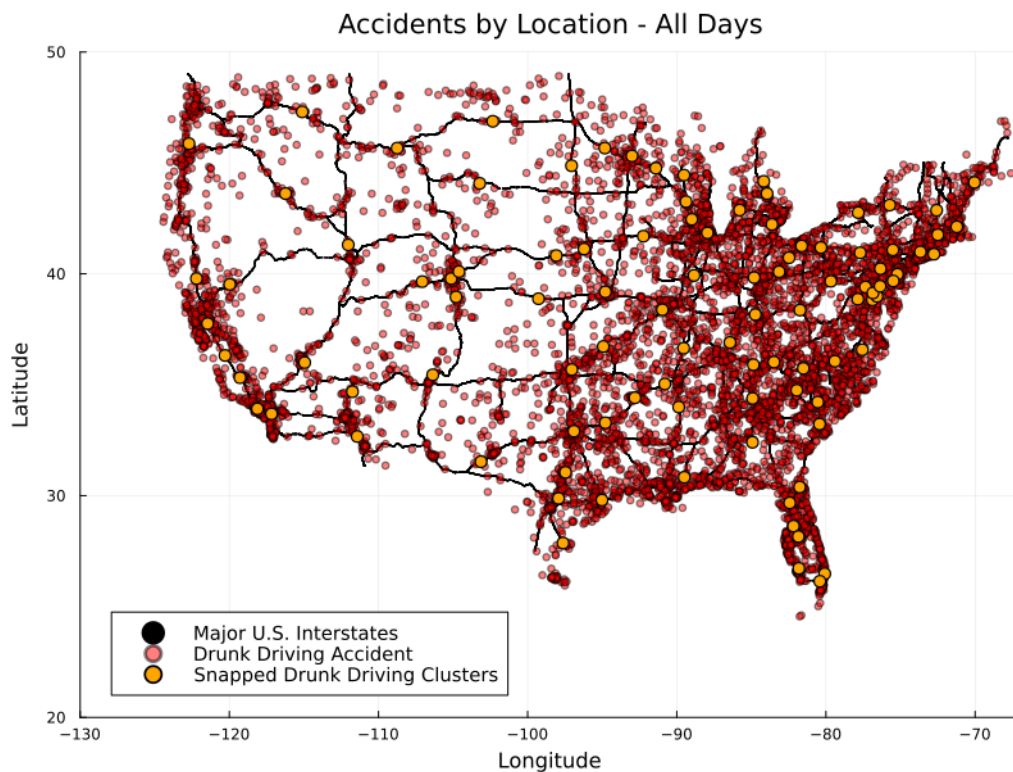 Accidents by Location - All Days
50
40
30
20
Latitude
−130
−120
−110
−100
−90
−80
−70
Longitude
Major U.S. Interstates
Drunk Driving Accident
Snapped Drunk Driving Clusters